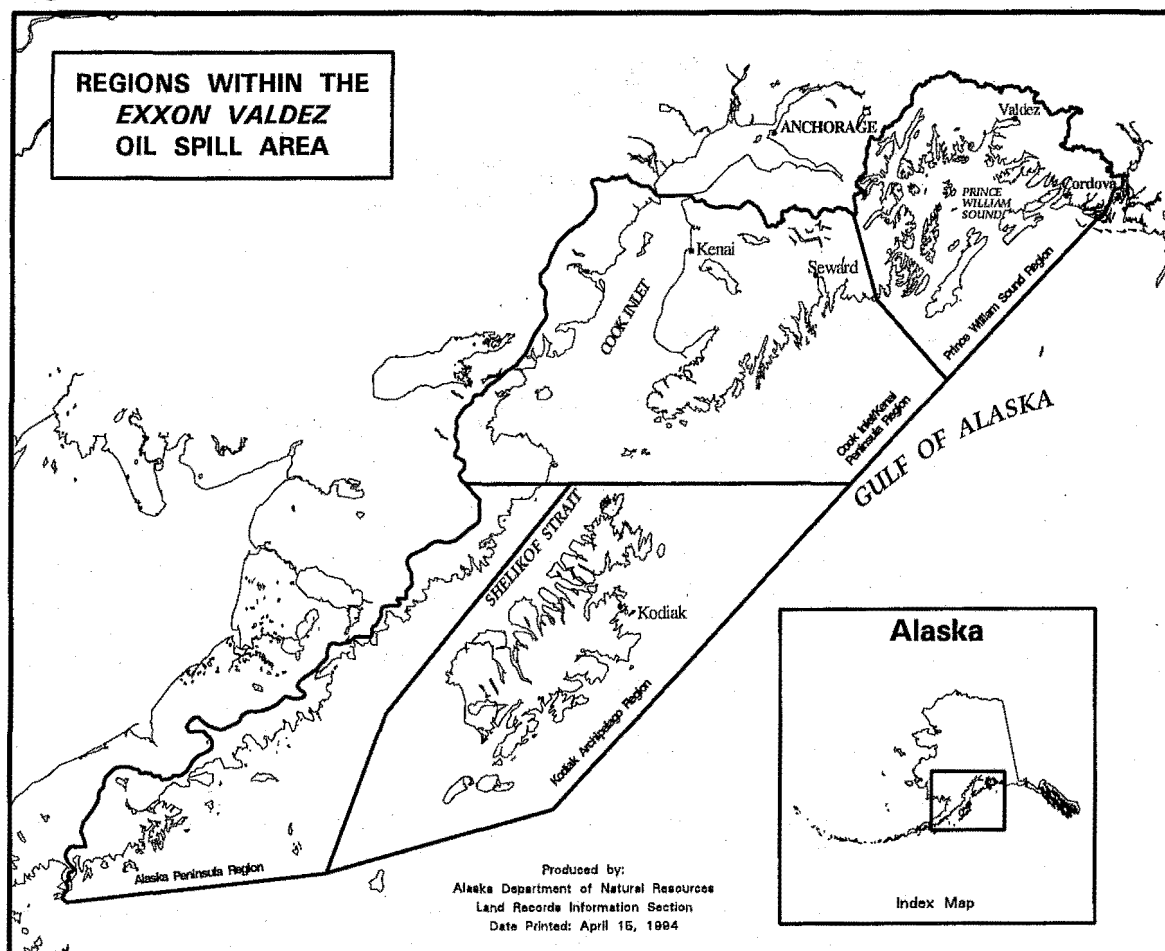 REGIONS WITHIN THE
EXXON VALDEZ
OIL SPILL AREA
ANCHORAGE
Valdez
PRINCE
WILLIAM
SOUND
Cordova
Kenai
Seward
COOK INLET
Prince William Sound Region
Cook Inlet/Kenai
Peninsula Region
GULF OF ALASKA
SHELIKOF STRAIT
Kodiak
Kodiak Archipelago Region
Alaska Peninsula Region
Alaska
Index Map
Produced by:
Alaska Department of Natural Resources
Land Records Information Section
Date Printed: April 15, 1994